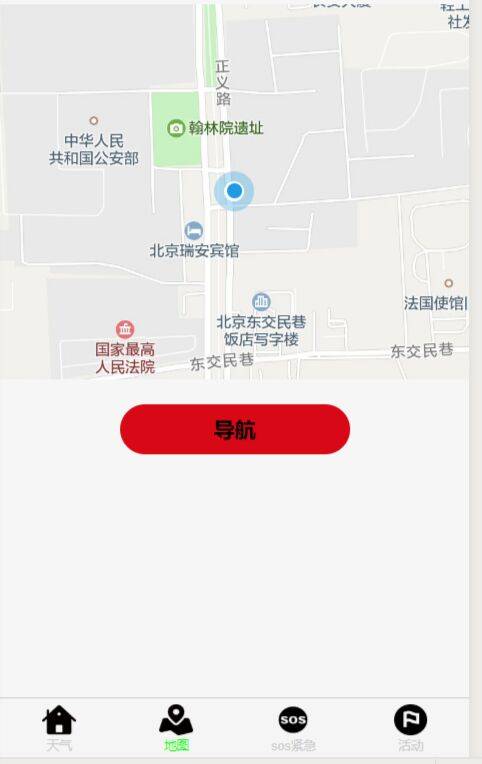 正义路
翰林院遗址
中华人民
共和国公安部
北京瑞安宾馆
法国使馆
北京东交民巷
饭店写字楼
国家最高
人民法院
东交民巷
东交民巷
导航
SOS
天气
地图
sos紧急
活动